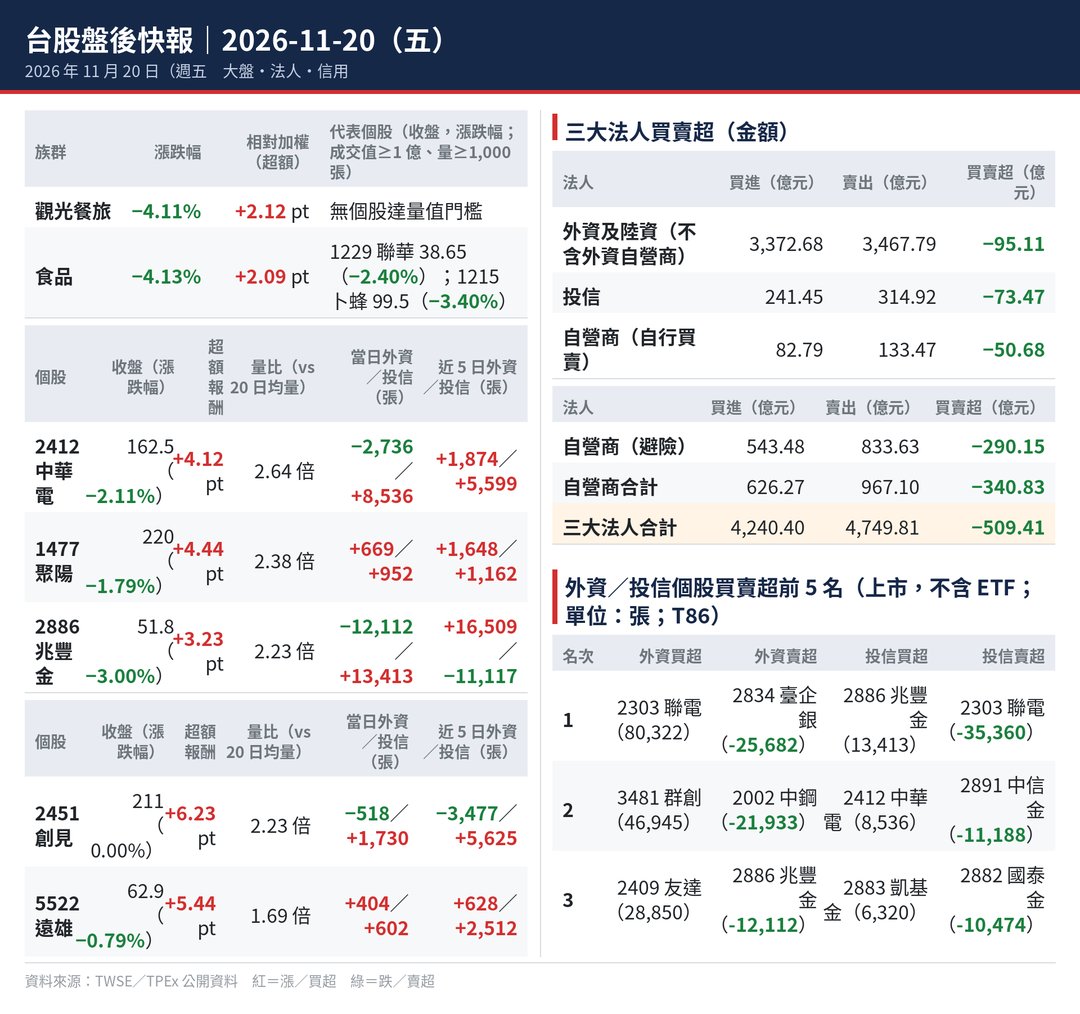 台股盤後快報｜2026-11-20（五）
2026 年 11 月 20 日（週五　大盤・法人・信用
族群　漲跌幅　相對加權（超額）　代表個股（收盤，漲跌幅；成交值≥1 億、量≥1,000 張）
觀光餐旅　−4.11%　+2.12 pt　無個股達量值門檻
食品　−4.13%　+2.09 pt　1229 聯華 38.65（−2.40%）；1215 卜蜂 99.5（−3.40%）
個股　收盤（漲跌幅）　超額報酬　量比（vs 20 日均量）　當日外資／投信（張）　近 5 日外資／投信（張）
2412 中華電　162.5（−2.11%）　+4.12 pt　2.64 倍　−2,736／+8,536　+1,874／+5,599
1477 聚陽　220（−1.79%）　+4.44 pt　2.38 倍　+669／+952　+1,648／+1,162
2886 兆豐金　51.8（−3.00%）　+3.23 pt　2.23 倍　−12,112／+13,413　+16,509／−11,117
個股　收盤（漲跌幅）　超額報酬　量比（vs 20 日均量）　當日外資／投信（張）　近 5 日外資／投信（張）
2451 創見　211（0.00%）　+6.23 pt　2.23 倍　−518／+1,730　−3,477／+5,625
5522 遠雄　62.9（−0.79%）　+5.44 pt　1.69 倍　+404／+602　+628／+2,512
三大法人買賣超（金額）
法人　買進（億元）　賣出（億元）　買賣超（億元）
外資及陸資（不含外資自營商）　3,372.68　3,467.79　−95.11
投信　241.45　314.92　−73.47
自營商（自行買賣）　82.79　133.47　−50.68
法人　買進（億元）　賣出（億元）　買賣超（億元）
自營商（避險）　543.48　833.63　−290.15
自營商合計　626.27　967.10　−340.83
三大法人合計　4,240.40　4,749.81　−509.41
外資／投信個股買賣超前 5 名（上市，不含 ETF；單位：張；T86）
名次　外資買超　外資賣超　投信買超　投信賣超
1　2303 聯電（80,322）　2834 臺企銀（-25,682）　2886 兆豐金（13,413）　2303 聯電（-35,360）
2　3481 群創（46,945）　2002 中鋼（-21,933）　2412 中華電（8,536）　2891 中信金（-11,188）
3　2409 友達（28,850）　2886 兆豐金（-12,112）　2883 凱基金（6,320）　2882 國泰金（-10,474）
資料來源：TWSE／TPEx 公開資料　紅＝漲／買超　綠＝跌／賣超